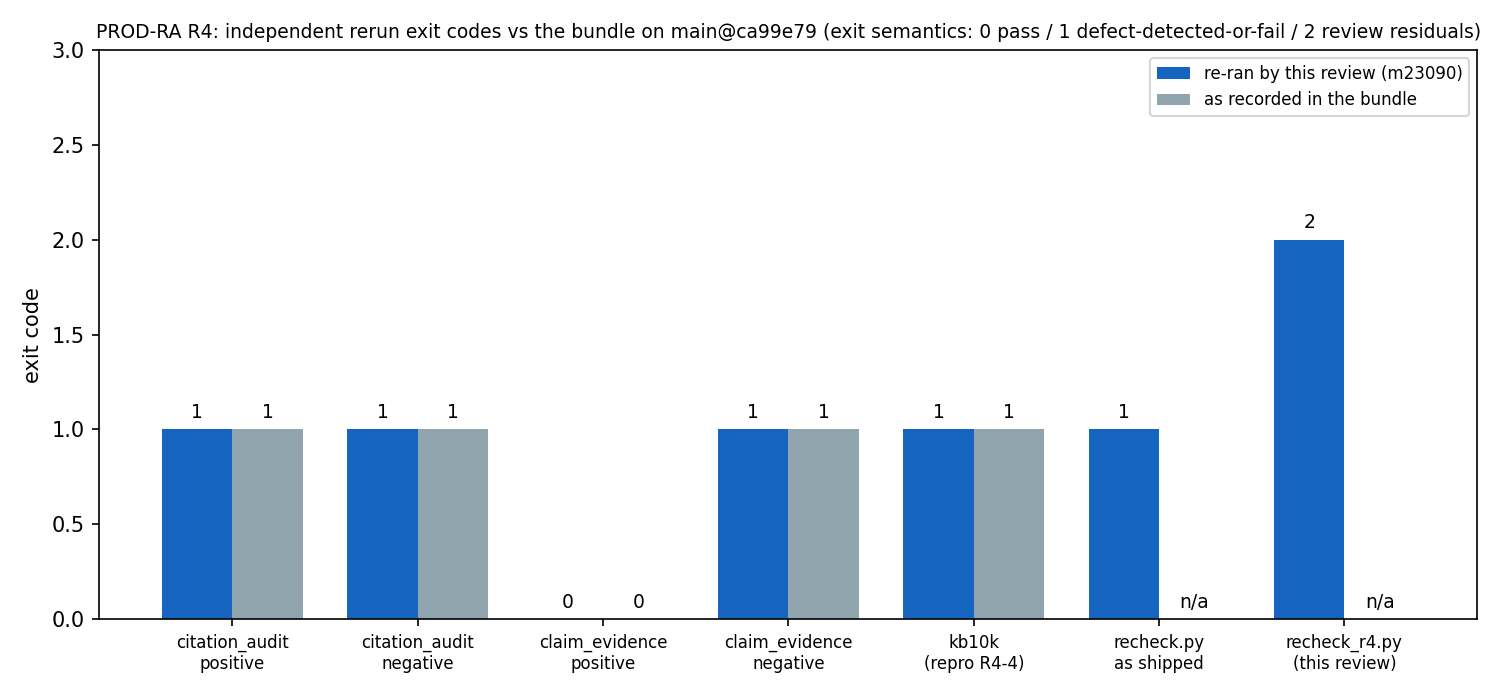 PROD-RA R4: independent rerun exit codes vs the bundle on main@ca99e79 (exit semantics: 0 pass / 1 defect-detected-or-fail / 2 review residuals)
re-ran by this review (m23090)
as recorded in the bundle
exit code
3.0
2.5
2.0
1.5
1.0
0.5
0.0
1
1
1
1
0
0
1
1
1
1
1
n/a
2
n/a
citation_audit
positive
citation_audit
negative
claim_evidence
positive
claim_evidence
negative
kb10k
(repro R4-4)
recheck.py
as shipped
recheck_r4.py
(this review)